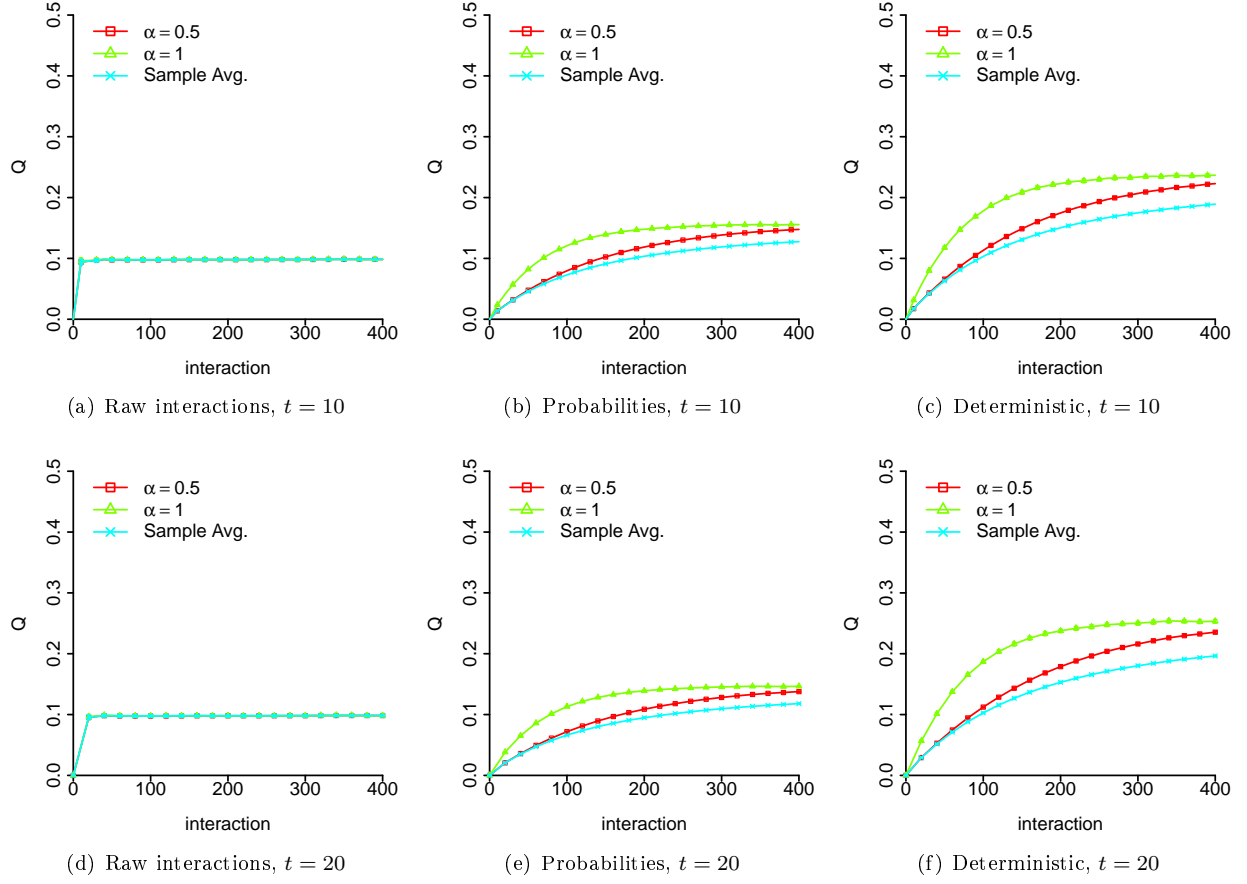 0.0 0.1 0.2 0.3 0.4 0.5
Q
α = 0.5
α = 1
Sample Avg.
0 100 200 300 400
interaction
(a) Raw interactions, t = 10
0.0 0.1 0.2 0.3 0.4 0.5
Q
α = 0.5
α = 1
Sample Avg.
0 100 200 300 400
interaction
(b) Probabilities, t = 10
0.0 0.1 0.2 0.3 0.4 0.5
Q
α = 0.5
α = 1
Sample Avg.
0 100 200 300 400
interaction
(c) Deterministic, t = 10
0.0 0.1 0.2 0.3 0.4 0.5
Q
α = 0.5
α = 1
Sample Avg.
0 100 200 300 400
interaction
(d) Raw interactions, t = 20
0.0 0.1 0.2 0.3 0.4 0.5
Q
α = 0.5
α = 1
Sample Avg.
0 100 200 300 400
interaction
(e) Probabilities, t = 20
0.0 0.1 0.2 0.3 0.4 0.5
Q
α = 0.5
α = 1
Sample Avg.
0 100 200 300 400
interaction
(f) Deterministic, t = 20